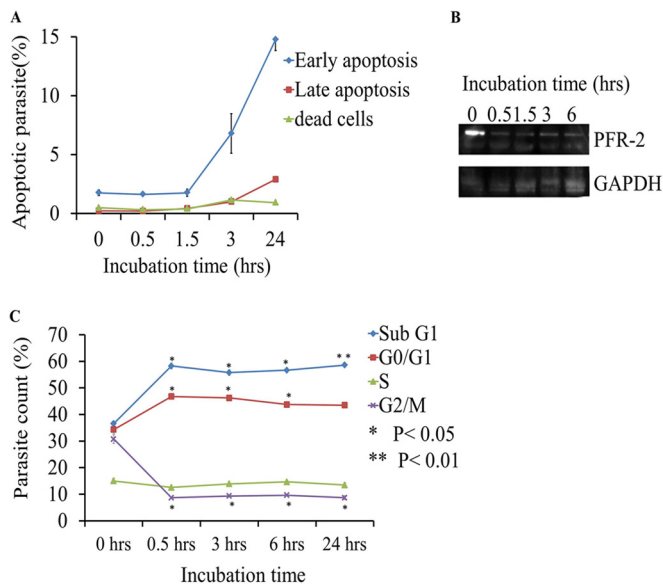 A
Apoptotic parasite(%)
15
10
5
0
0 0.5 1.5 3 24
Incubation time (hrs)
Early apoptosis
Late apoptosis
dead cells
B
Incubation time (hrs)
0 0.5 1.5 3 6
PFR-2
GAPDH
C
Parasite count (%)
70
60
50
40
30
20
10
0
* * * **
* * *
* * * *
0 hrs 0.5 hrs 3 hrs 6 hrs 24 hrs
Incubation time
Sub G1
G0/G1
S
G2/M
* P< 0.05
** P< 0.01